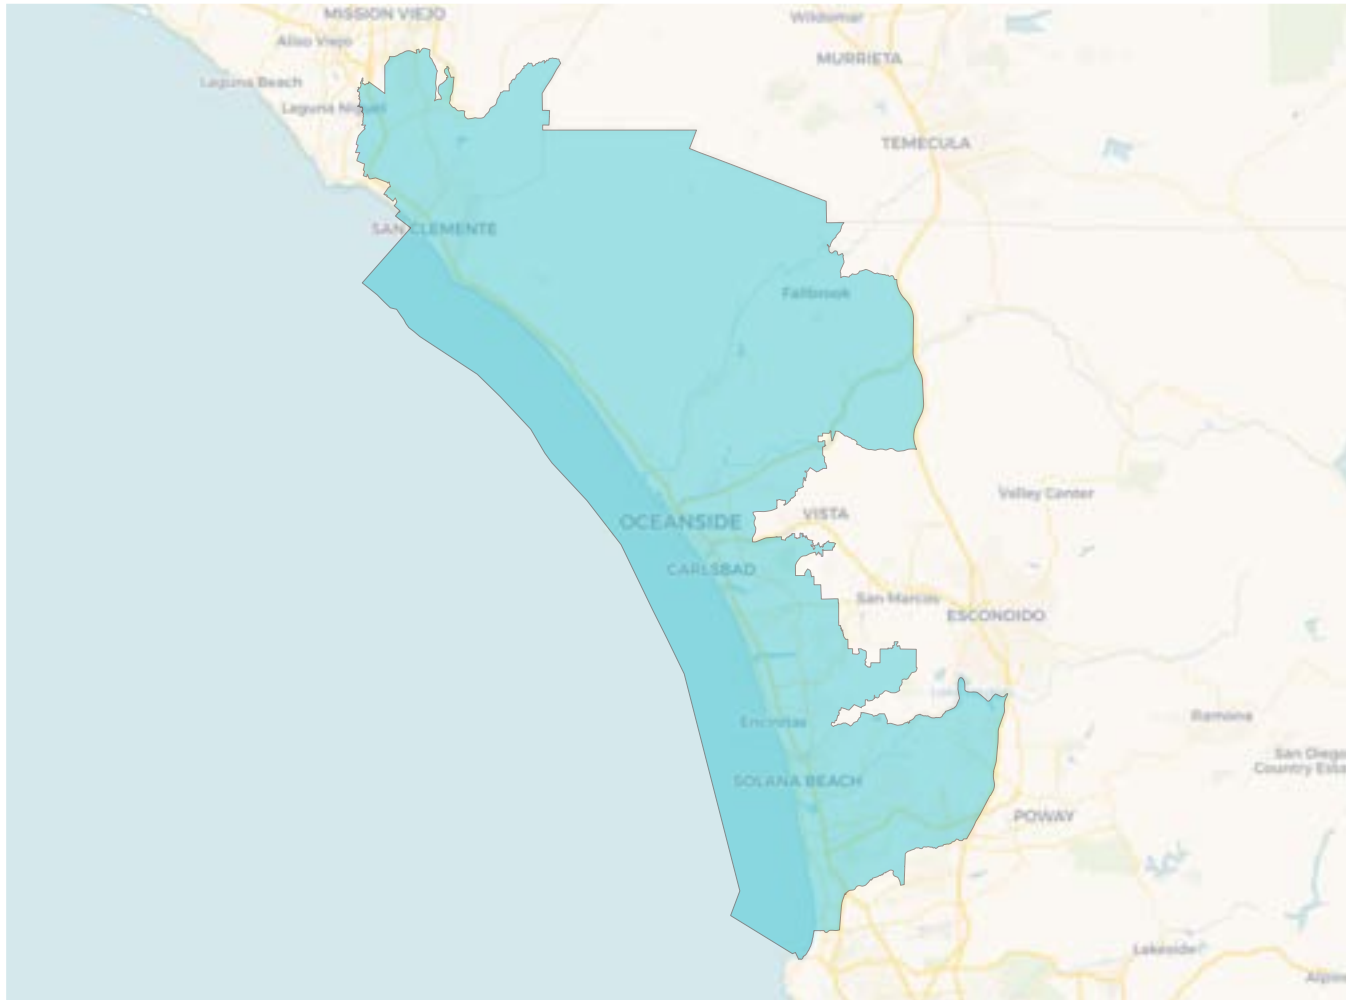 MISSION VIEJO
Wildomar
Aliso Viejo
MURRIETA
Laguna Beach
Laguna Niguel
TEMECULA
SAN CLEMENTE
Fallbrook
Valley Center
VISTA
OCEANSIDE
CARLSBAD
San Marcos
ESCONDIDO
Ramona
Encinitas
San Diego
Country Esta
SOLANA BEACH
POWAY
Lakeside
Alpin